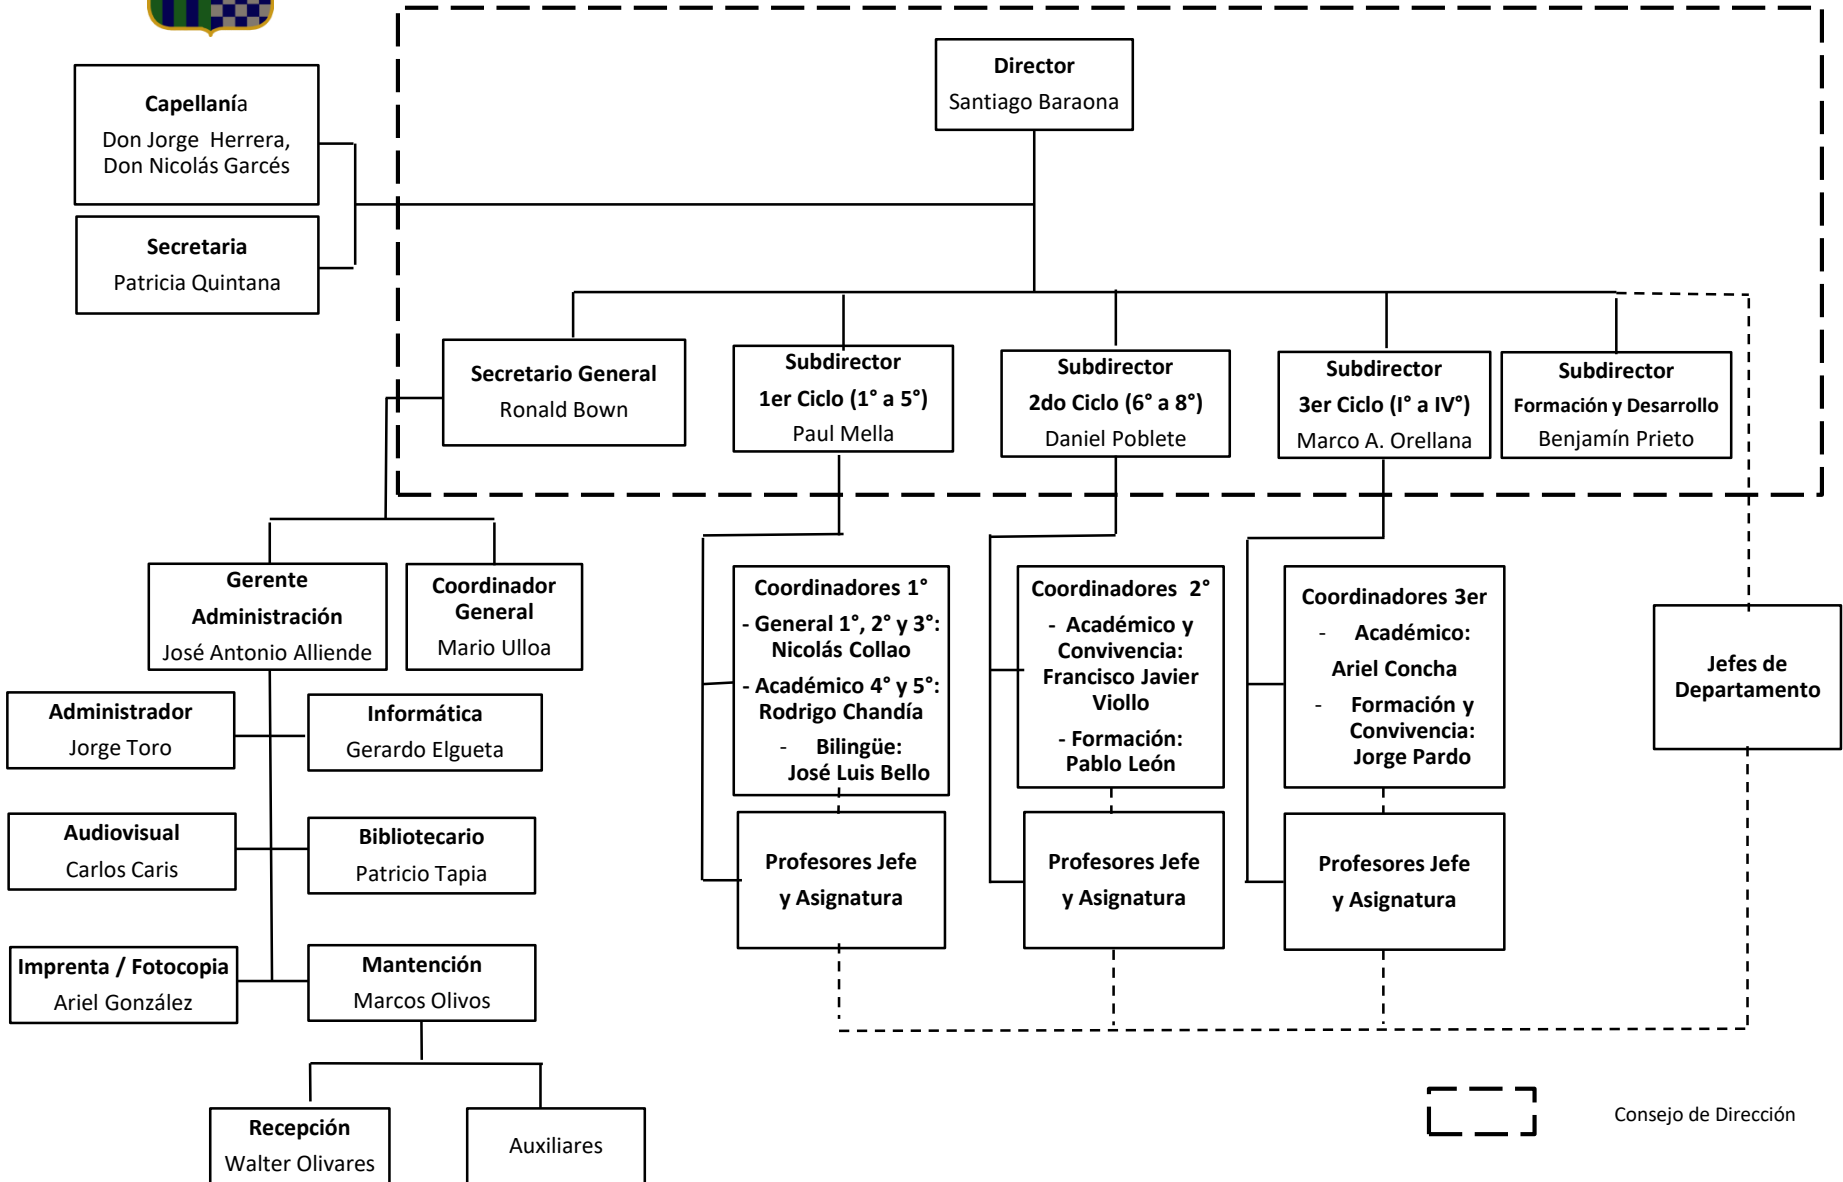 Director
Santiago Baraona
Capellanía
Don Jorge  Herrera,
Don Nicolás Garcés
Secretaria
Patricia Quintana
Secretario General
Ronald Bown
Subdirector
1er Ciclo (1° a 5°)
Paul Mella
Subdirector
2do Ciclo (6° a 8°)
Daniel Poblete
Subdirector
3er Ciclo (I° a IV°)
Marco A. Orellana
Subdirector
Formación y Desarrollo
Benjamín Prieto
Gerente
Administración
José Antonio Alliende
Coordinador
General
Mario Ulloa
Coordinadores 1°
- General 1°, 2° y 3°:
Nicolás Collao
- Académico 4° y 5°:
Rodrigo Chandía
- Bilingüe:
José Luis Bello
Coordinadores  2°
- Académico y
Convivencia:
Francisco Javier
Viollo
- Formación:
Pablo León
Coordinadores 3er
- Académico:
Ariel Concha
- Formación y
Convivencia:
Jorge Pardo
Jefes de
Departamento
Administrador
Jorge Toro
Informática
Gerardo Elgueta
Audiovisual
Carlos Caris
Bibliotecario
Patricio Tapia
Profesores Jefe
y Asignatura
Profesores Jefe
y Asignatura
Profesores Jefe
y Asignatura
Imprenta / Fotocopia
Ariel González
Mantención
Marcos Olivos
Recepción
Walter Olivares
Auxiliares
Consejo de Dirección